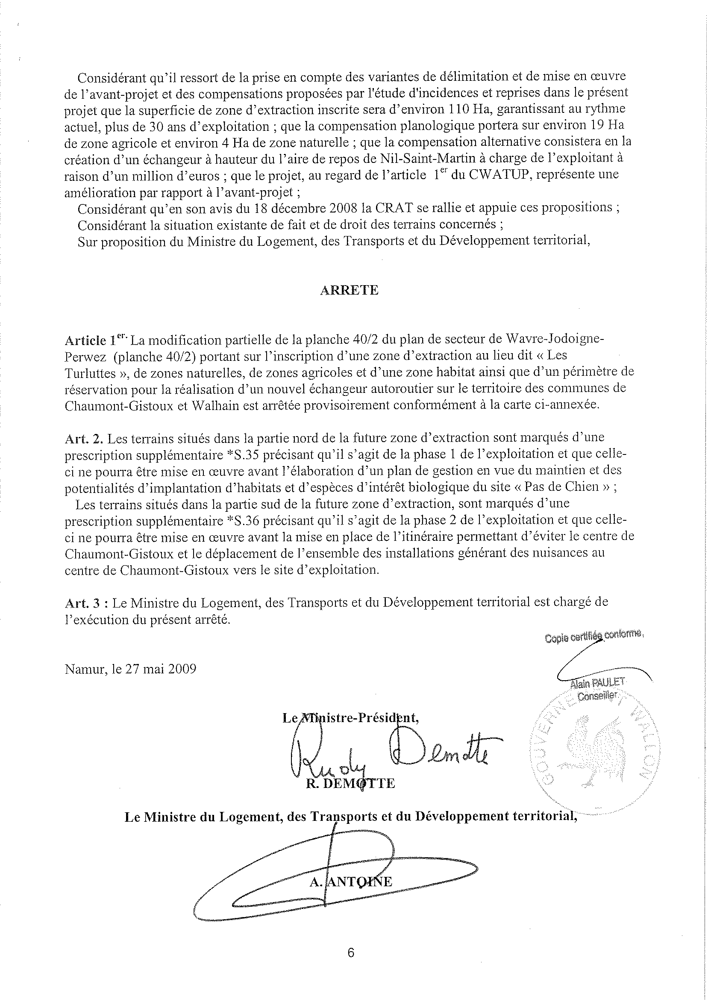 Considérant qu'il ressort de la prise en compte des variantes de délimitation et de mise en œuvre
de l'avant-projet et des compensations proposées par l'étude d'incidences et reprises dans le présent
projet que la superficie de zone d'extraction inscrite sera d'environ 110 Ha, garantissant au rythme
actuel, plus de 30 ans d'exploitation ; que la compensation planologique portera sur environ 19 Ha
de zone agricole et environ 4 Ha de zone naturelle ; que la compensation alternative consistera en la
création d'un échangeur à hauteur du l'aire de repos de Nil-Saint-Martin à charge de l'exploitant à
raison d'un million d'euros ; que le projet, au regard de l'article 1er du CWATUP, représente une
amélioration par rapport à l'avant-projet ;
Considérant qu'en son avis du 18 décembre 2008 la CRAT se rallie et appuie ces propositions ;
Considérant la situation existante de fait et de droit des terrains concernés ;
Sur proposition du Ministre du Logement, des Transports et du Développement territorial,
ARRETE
Article 1er. La modification partielle de la planche 40/2 du plan de secteur de Wavre-Jodoigne-
Perwez (planche 40/2) portant sur l'inscription d'une zone d'extraction au lieu dit « Les
Turluttes », de zones naturelles, de zones agricoles et d'une zone habitat ainsi que d'un périmètre de
réservation pour la réalisation d'un nouvel échangeur autoroutier sur le territoire des communes de
Chaumont-Gistoux et Walhain est arrêtée provisoirement conformément à la carte ci-annexée.
Art. 2. Les terrains situés dans la partie nord de la future zone d'extraction sont marqués d'une
prescription supplémentaire *S.35 précisant qu'il s'agit de la phase 1 de l'exploitation et que celle-
ci ne pourra être mise en œuvre avant l'élaboration d'un plan de gestion en vue du maintien et des
potentialités d'implantation d'habitats et d'espèces d'intérêt biologique du site « Pas de Chien » ;
Les terrains situés dans la partie sud de la future zone d'extraction, sont marqués d'une
prescription supplémentaire *S.36 précisant qu'il s'agit de la phase 2 de l'exploitation et que celle-
ci ne pourra être mise en œuvre avant la mise en place de l'itinéraire permettant d'éviter le centre de
Chaumont-Gistoux et le déplacement de l'ensemble des installations générant des nuisances au
centre de Chaumont-Gistoux vers le site d'exploitation.
Art. 3 : Le Ministre du Logement, des Transports et du Développement territorial est chargé de
l'exécution du présent arrêté.
Copie certifiée conforme,
Namur, le 27 mai 2009
Alain PAULET
Conseiller
GOUVERNEMENT WALLON
Le Ministre-Président,
Rudy Demotte
R. DEMOTTE
Le Ministre du Logement, des Transports et du Développement territorial,
A. ANTOINE
6